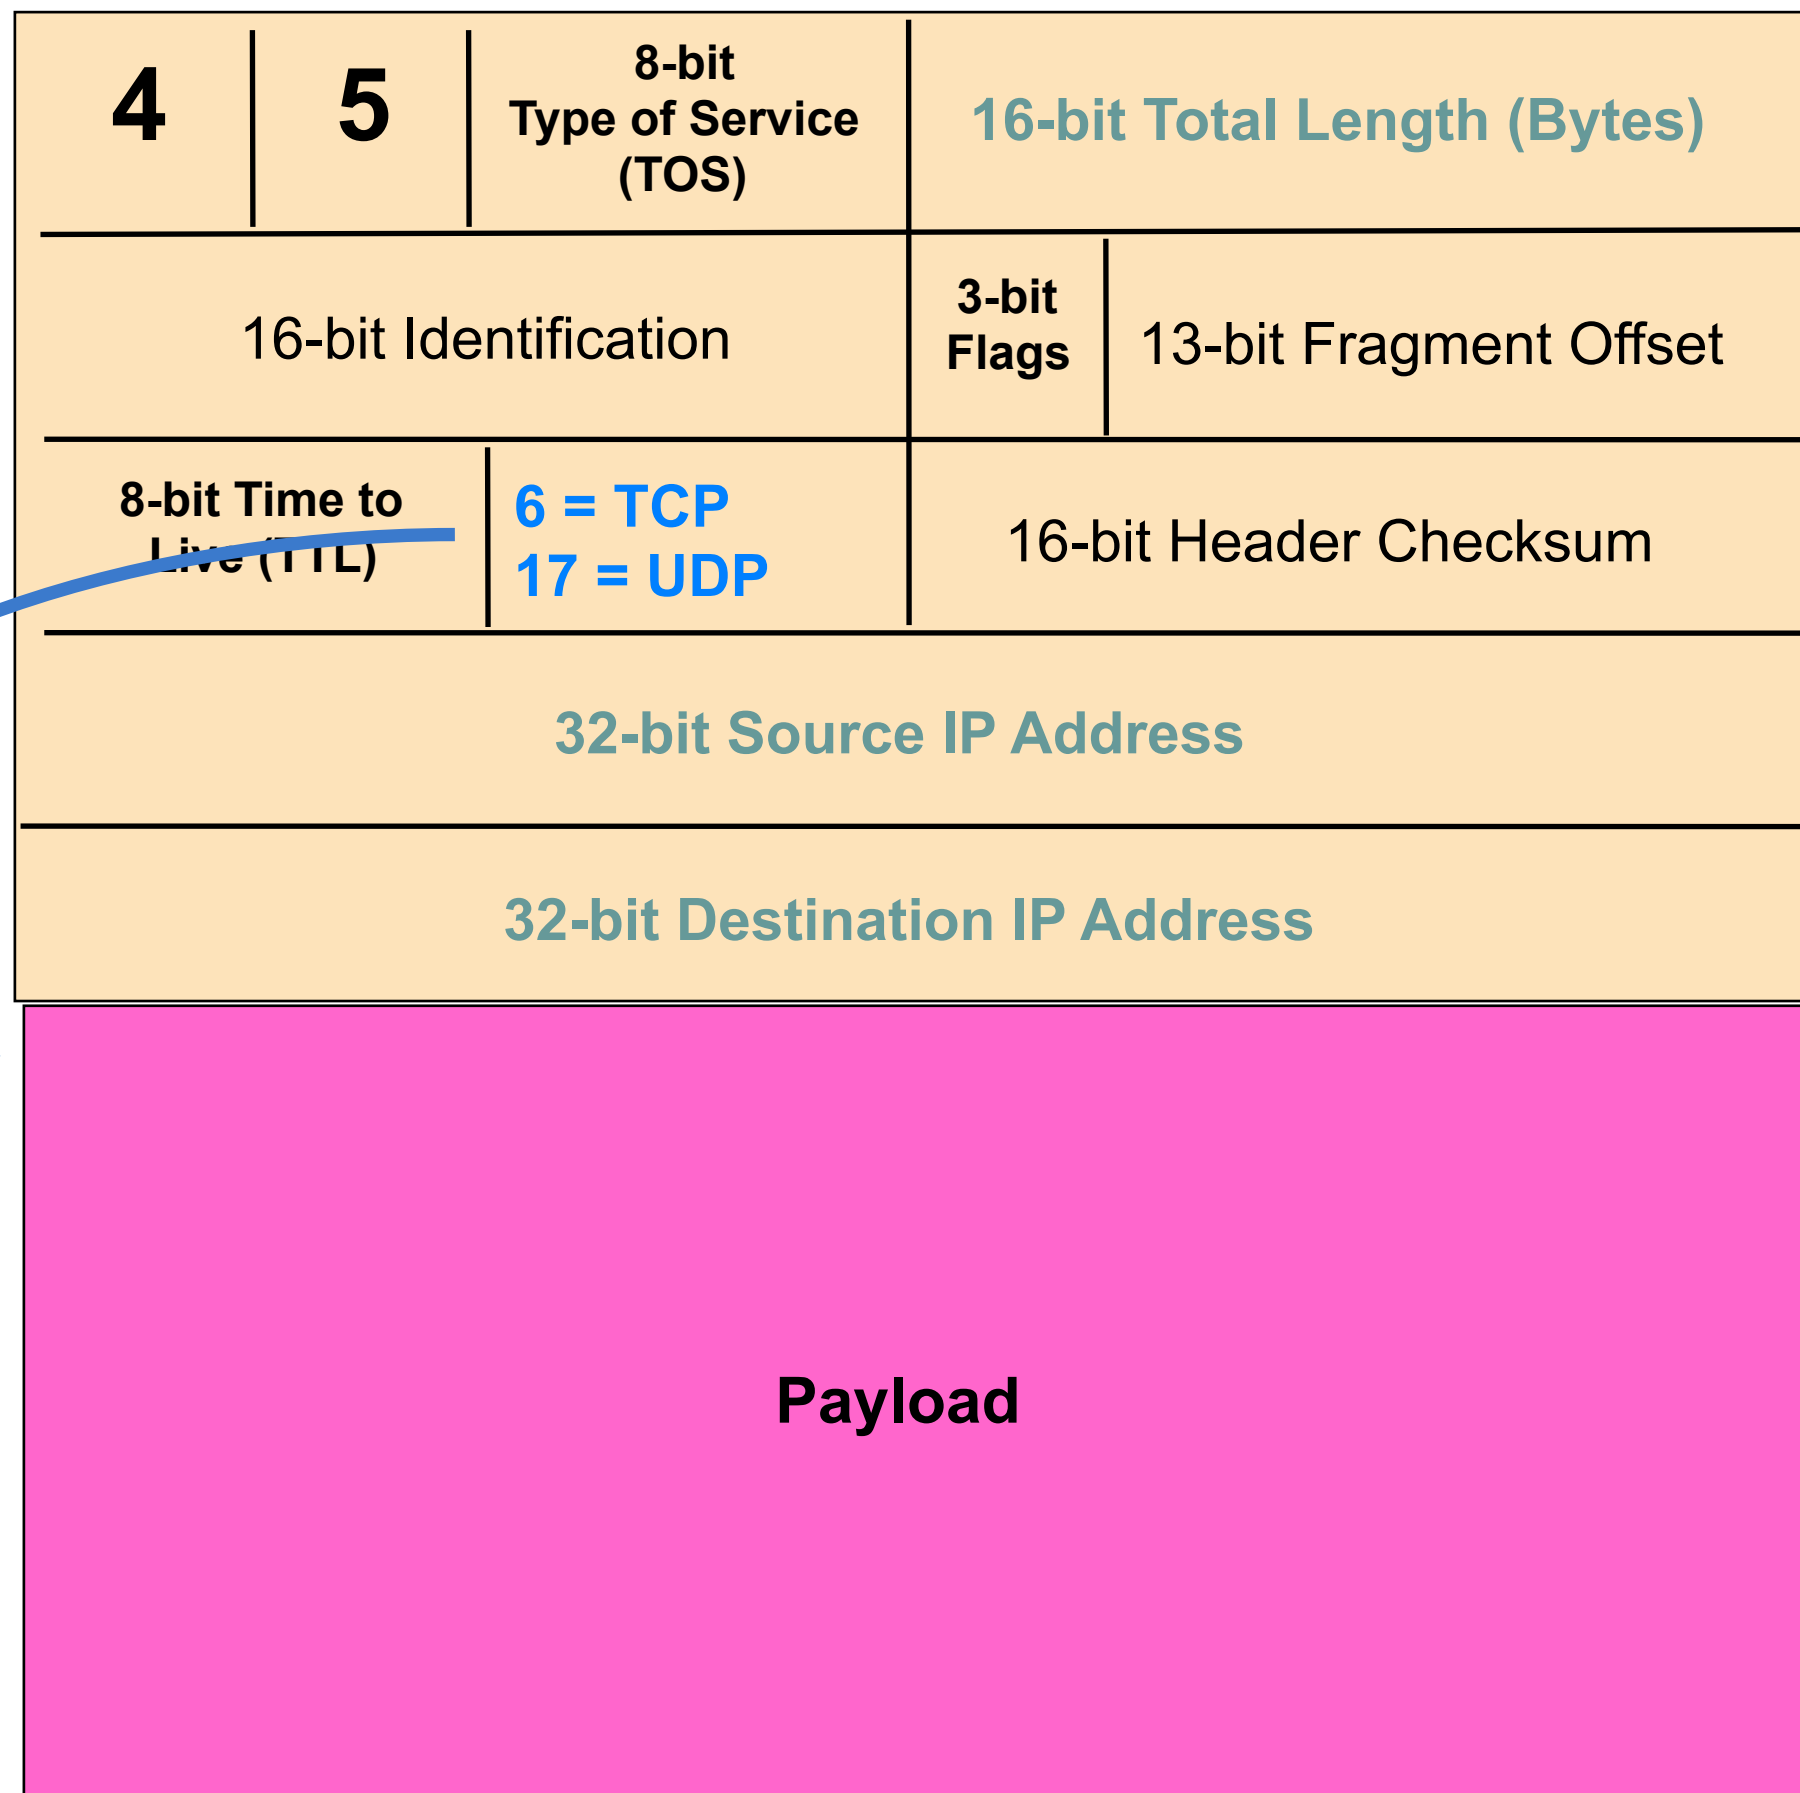 4
5
8-bit
Type of Service
(TOS)
16-bit Total Length (Bytes)
16-bit Identification
3-bit
Flags
13-bit Fragment Offset
8-bit Time to
Live (TTL)
6 = TCP
17 = UDP
16-bit Header Checksum
32-bit Source IP Address
32-bit Destination IP Address
Payload